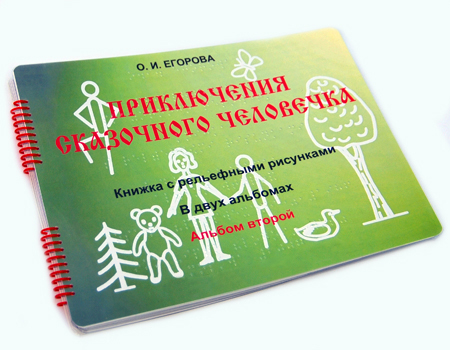 О. И. ЕГОРОВА
ПРИКЛЮЧЕНИЯ
СКАЗОЧНОГО ЧЕЛОВЕЧКА
Книжка с рельефными рисунками
В двух альбомах
Альбом второй